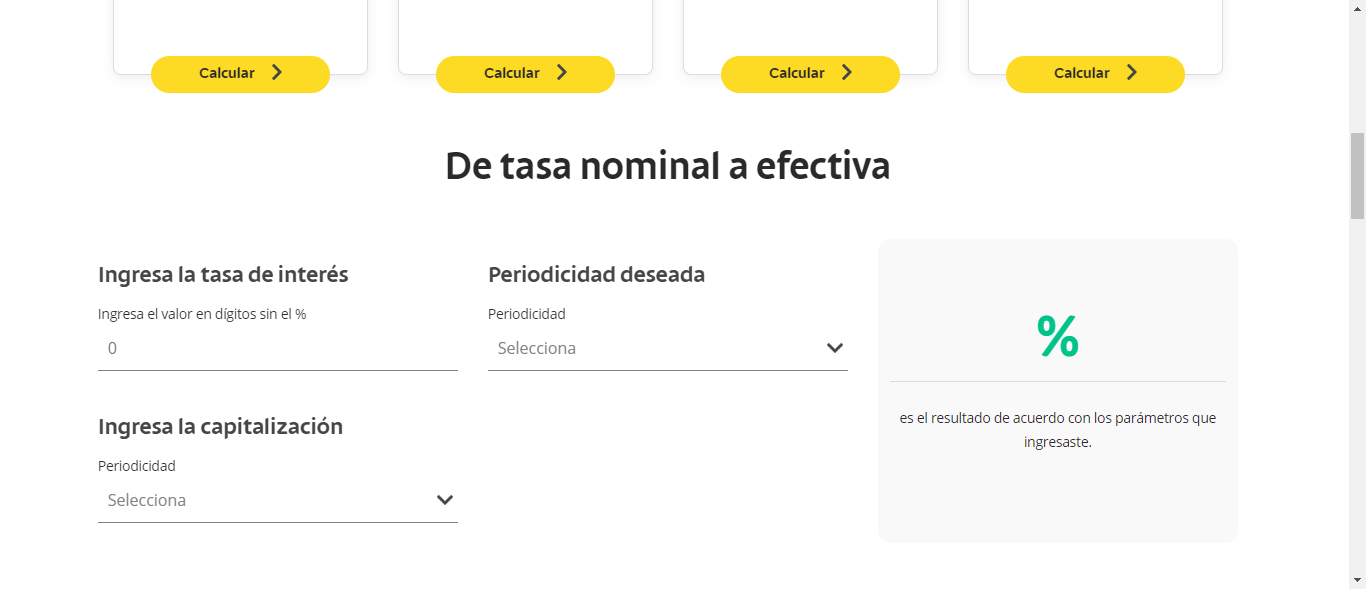 Calcular
Calcular
Calcular
Calcular
De tasa nominal a efectiva
Ingresa la tasa de interés
Ingresa el valor en dígitos sin el %
0
Periodicidad deseada
Periodicidad
Selecciona
Ingresa la capitalización
Periodicidad
Selecciona
%
es el resultado de acuerdo con los parámetros que
ingresaste.